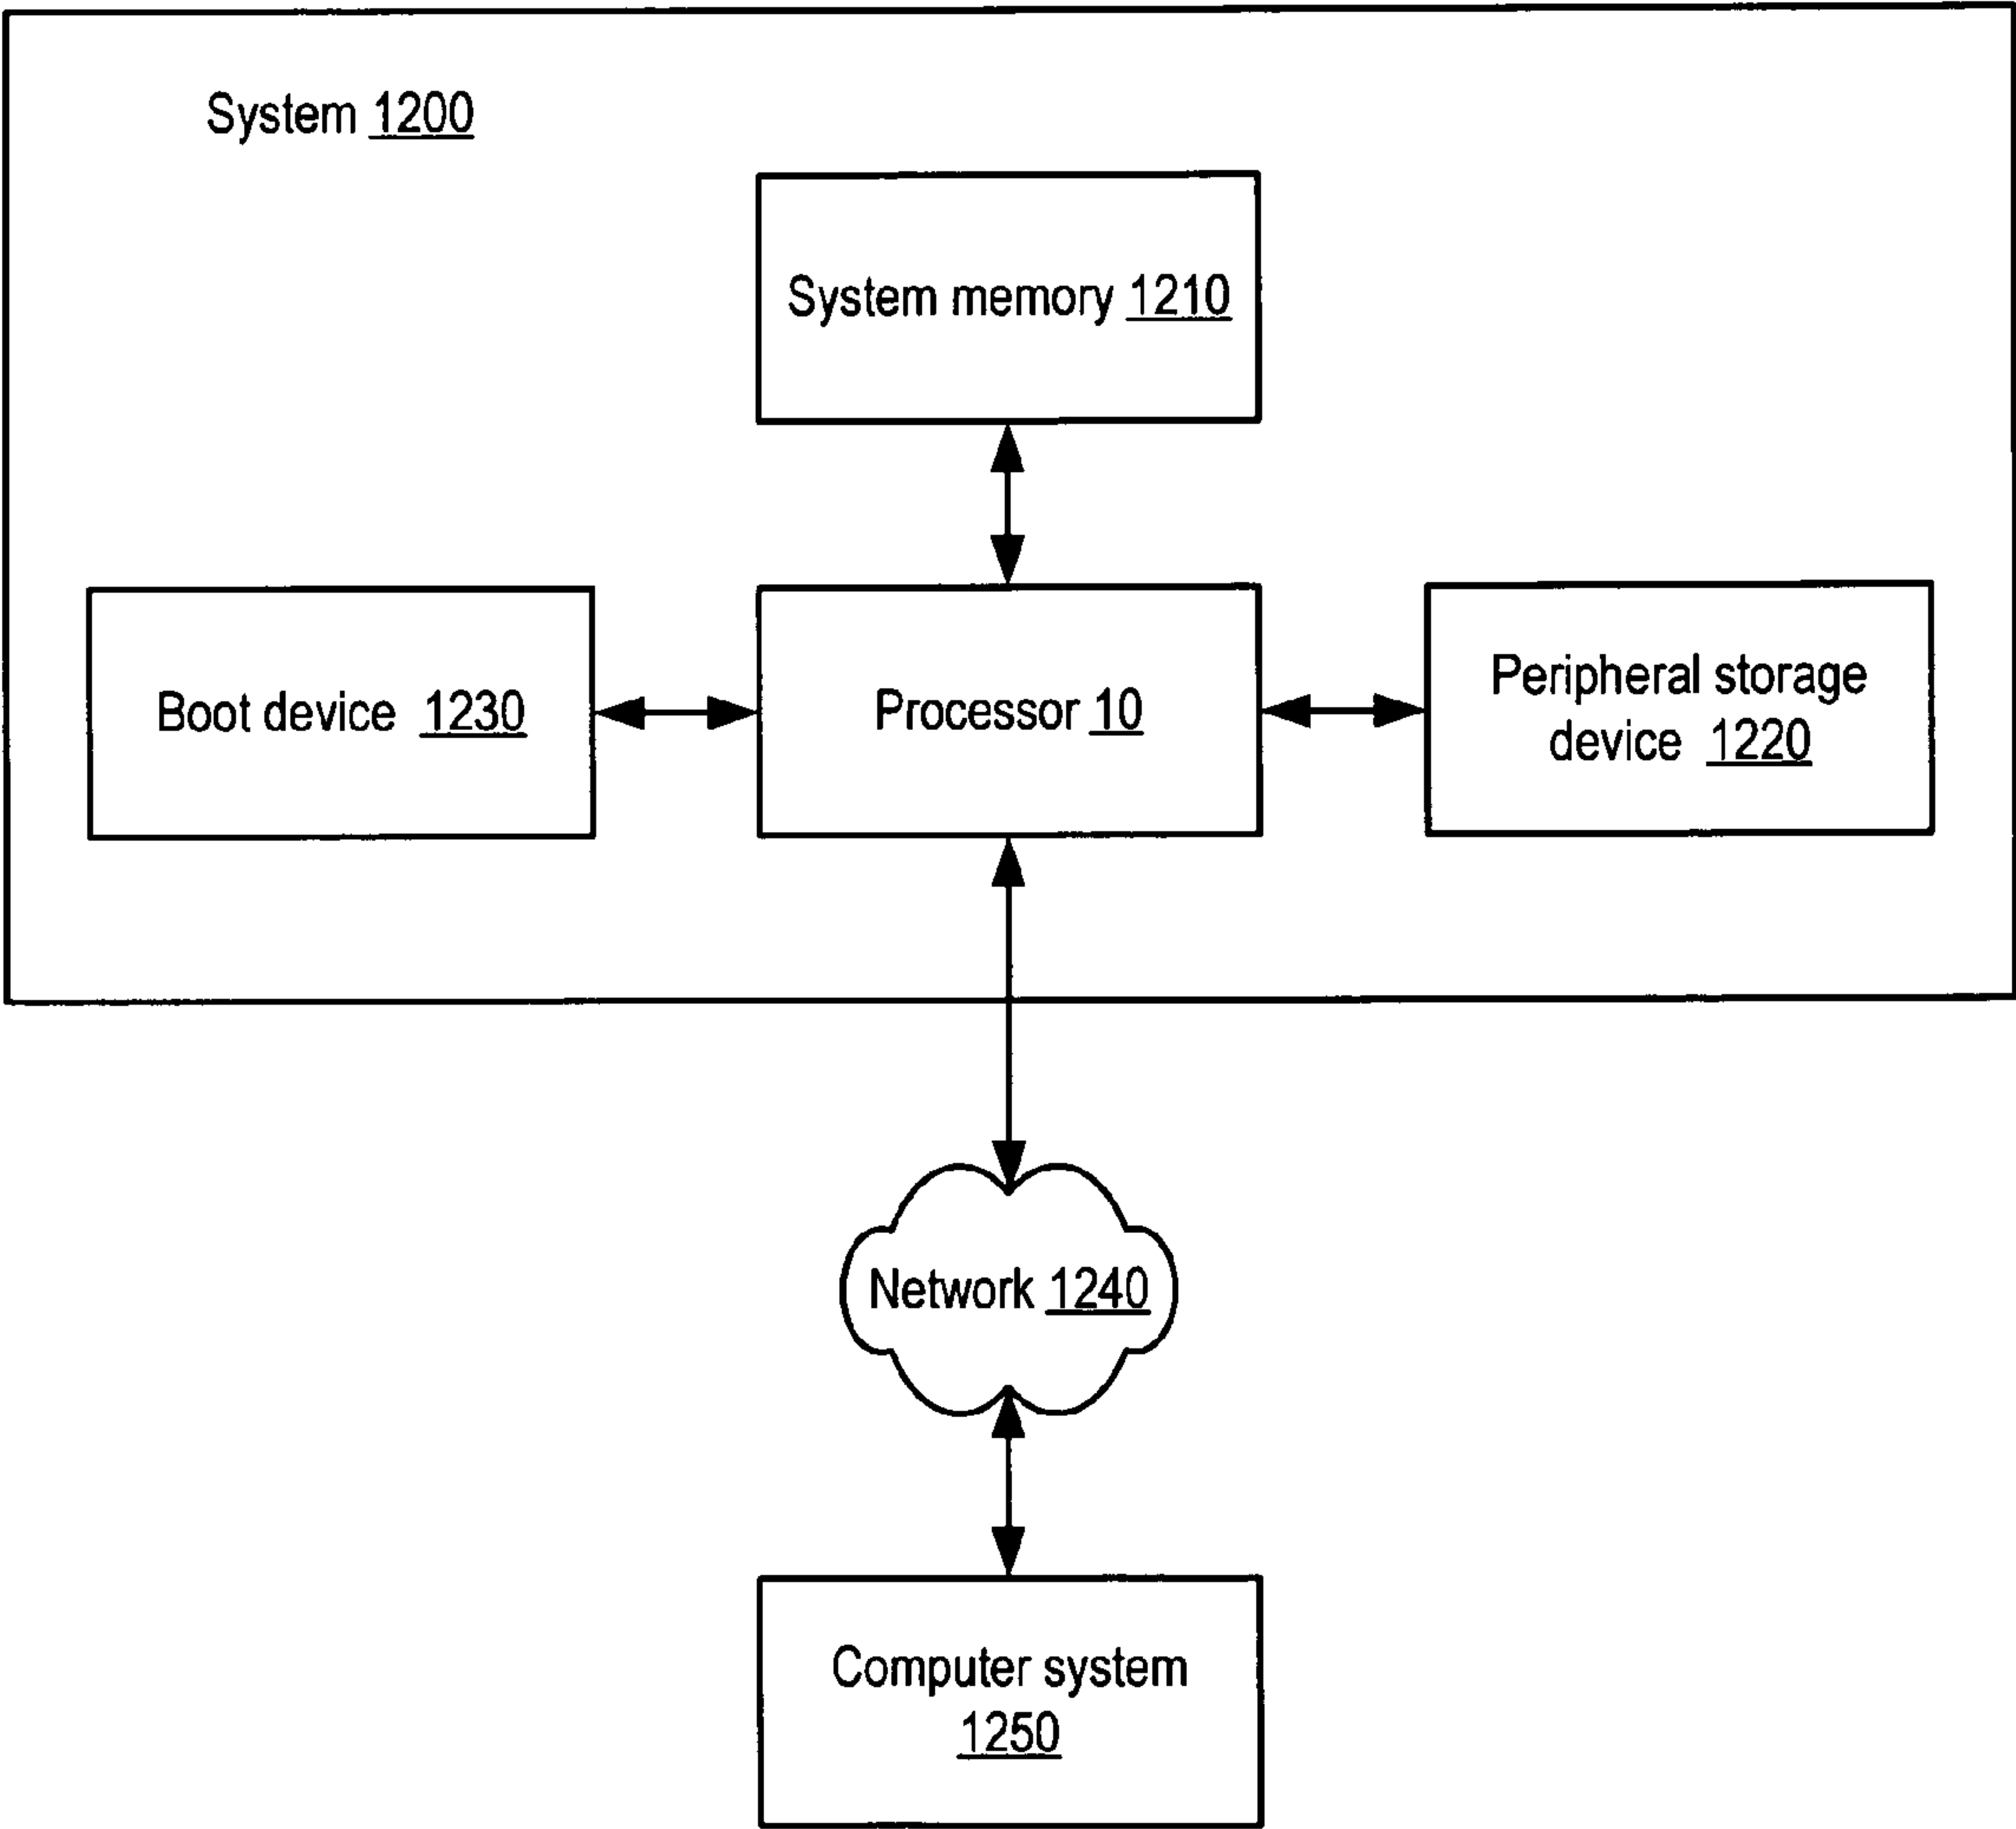 System 1200
System memory 1210
Boot device 1230
Processor 10
Peripheral storage
device 1220
Network 1240
Computer system
1250